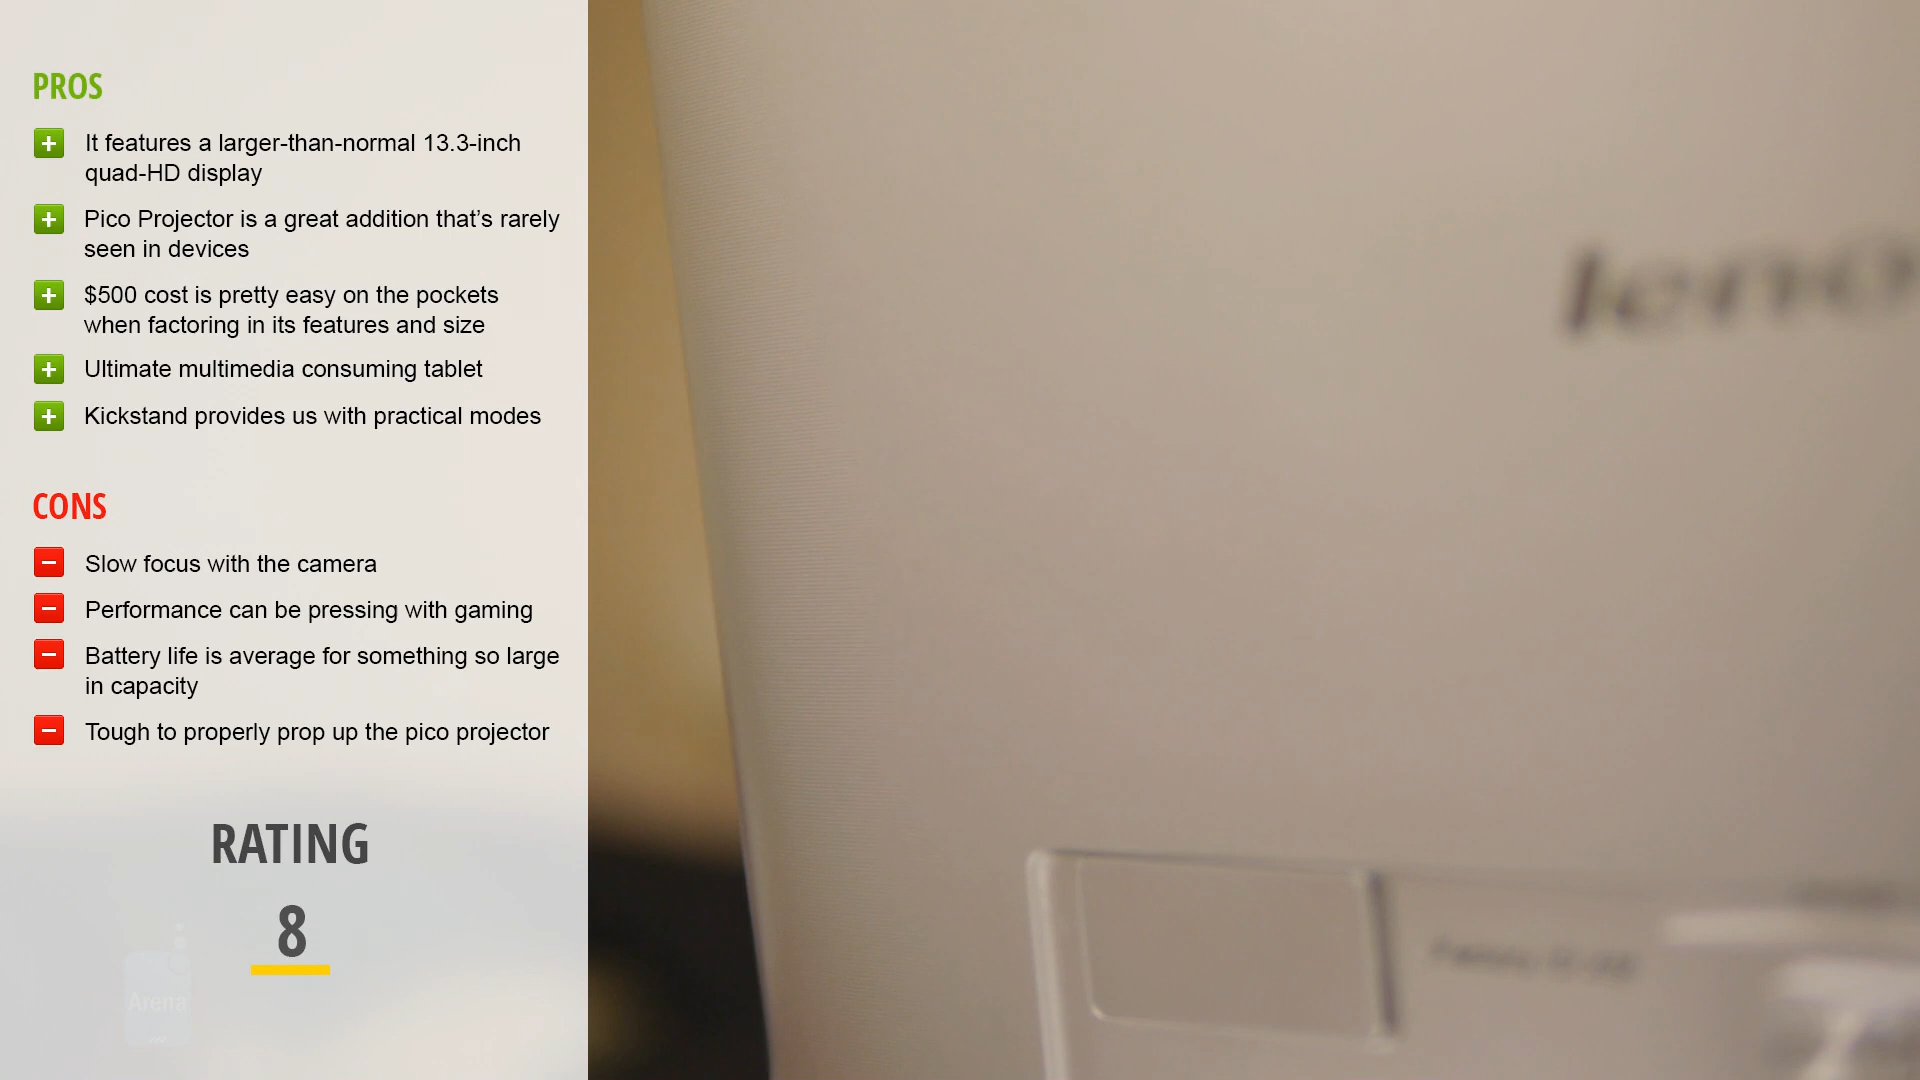 PROS
It features a larger-than-normal 13.3-inch
quad-HD display
Pico Projector is a great addition that's rarely
seen in devices
$500 cost is pretty easy on the pockets
when factoring in its features and size
Ultimate multimedia consuming tablet
Kickstand provides us with practical modes
CONS
Slow focus with the camera
Performance can be pressing with gaming
Battery life is average for something so large
in capacity
Tough to properly prop up the pico projector
RATING
8
Arena
leno